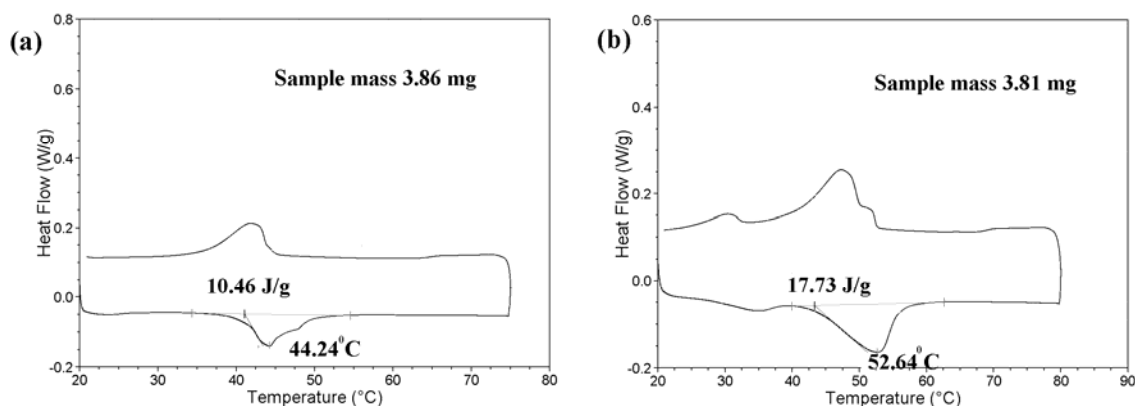 (a)
0.8
0.6
0.4
0.2
0.0
-0.2
Heat Flow (W/g)
Sample mass 3.86 mg
10.46 J/g
44.24⁰C
20 30 40 50 60 70 80
Temperature (°C)
(b)
0.6
0.4
0.2
0.0
-0.2
Heat Flow (W/g)
Sample mass 3.81 mg
17.73 J/g
52.64⁰C
20 30 40 50 60 70 80 90
Temperature (°C)